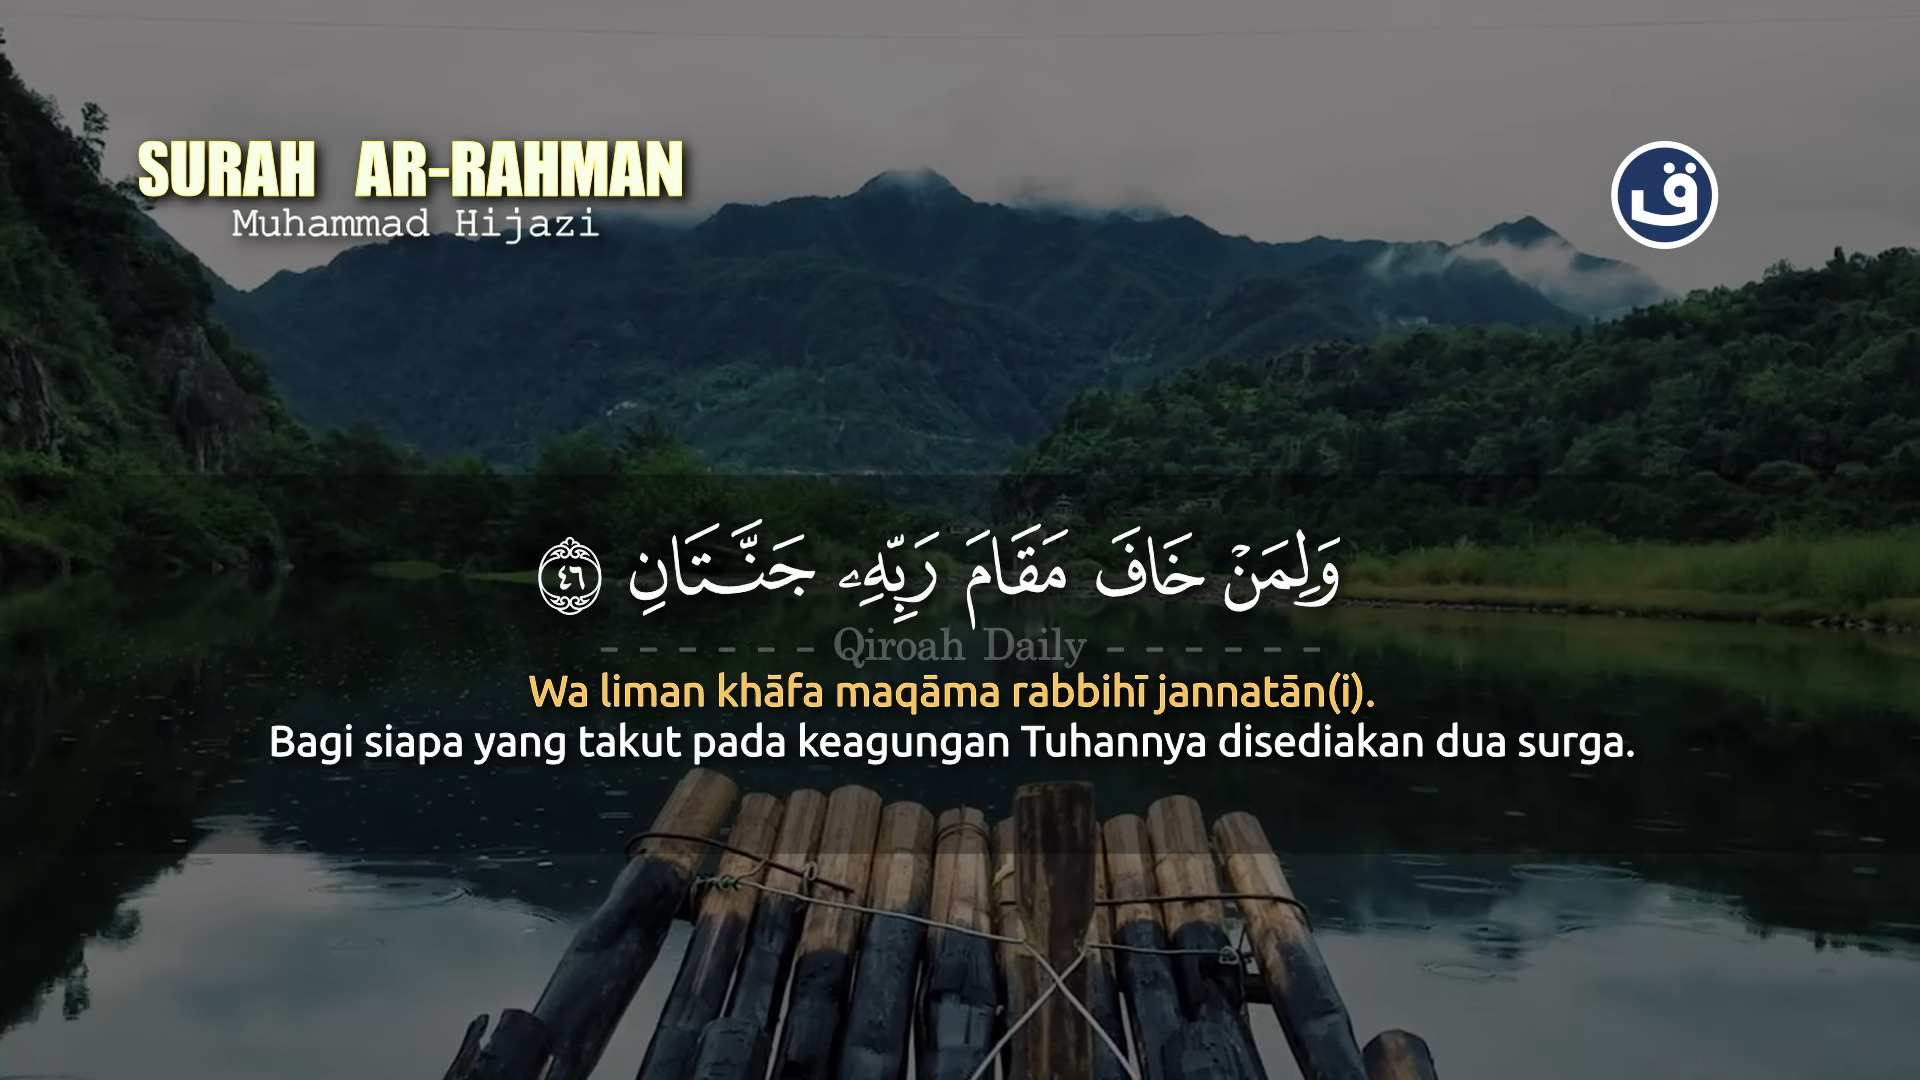 SURAH AR-RAHMAN
Muhammad Hijazi
ق
وَلِمَنْ خَافَ مَقَامَ رَبِّهِۦ جَنَّتَانِ ٤٦
- - - - - - Qiroah Daily - - - - - -
Wa liman khāfa maqāma rabbihī jannatān(i).
Bagi siapa yang takut pada keagungan Tuhannya disediakan dua surga.